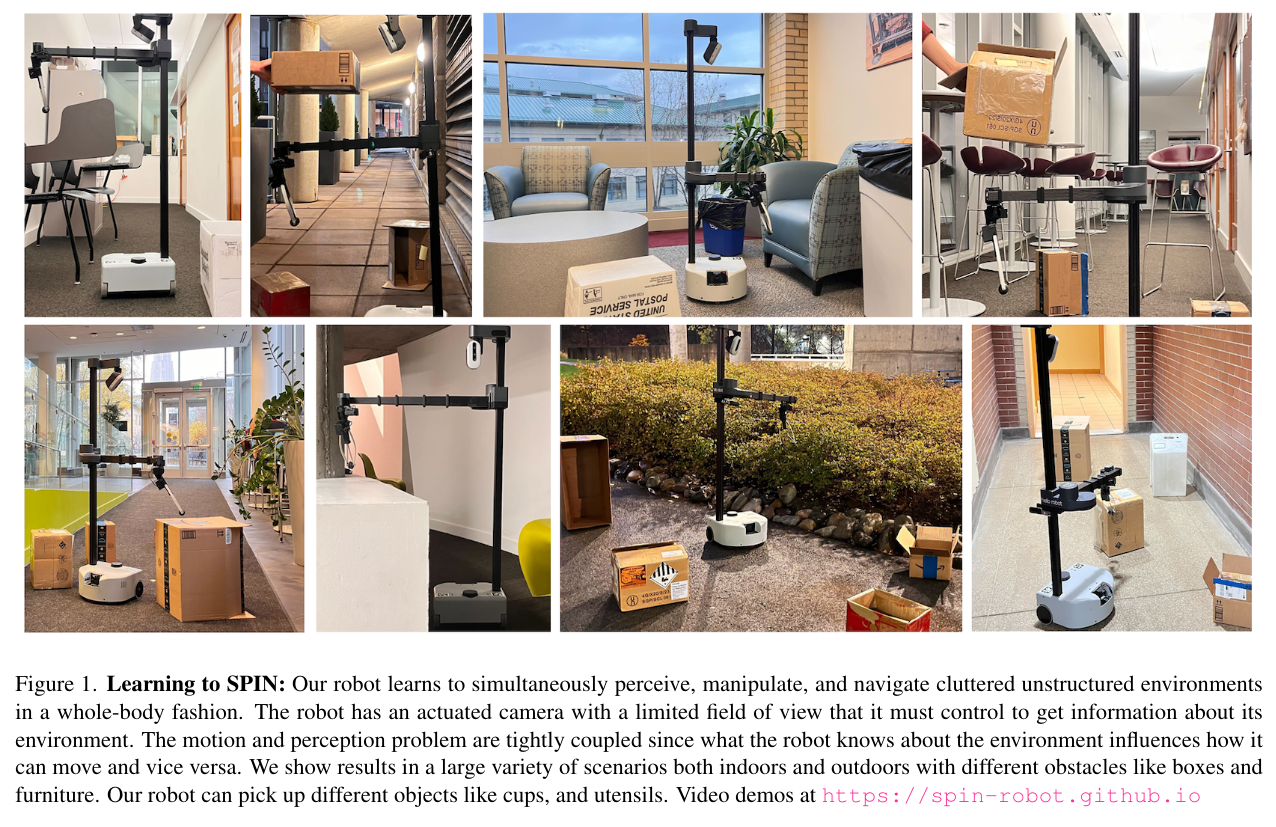 UNITED STA
POSTAL SERVICE
Figure 1. Learning to SPIN: Our robot learns to simultaneously perceive, manipulate, and navigate cluttered unstructured environments
in a whole-body fashion. The robot has an actuated camera with a limited field of view that it must control to get information about its
environment. The motion and perception problem are tightly coupled since what the robot knows about the environment influences how it
can move and vice versa. We show results in a large variety of scenarios both indoors and outdoors with different obstacles like boxes and
furniture. Our robot can pick up different objects like cups, and utensils. Video demos at https://spin-robot.github.io